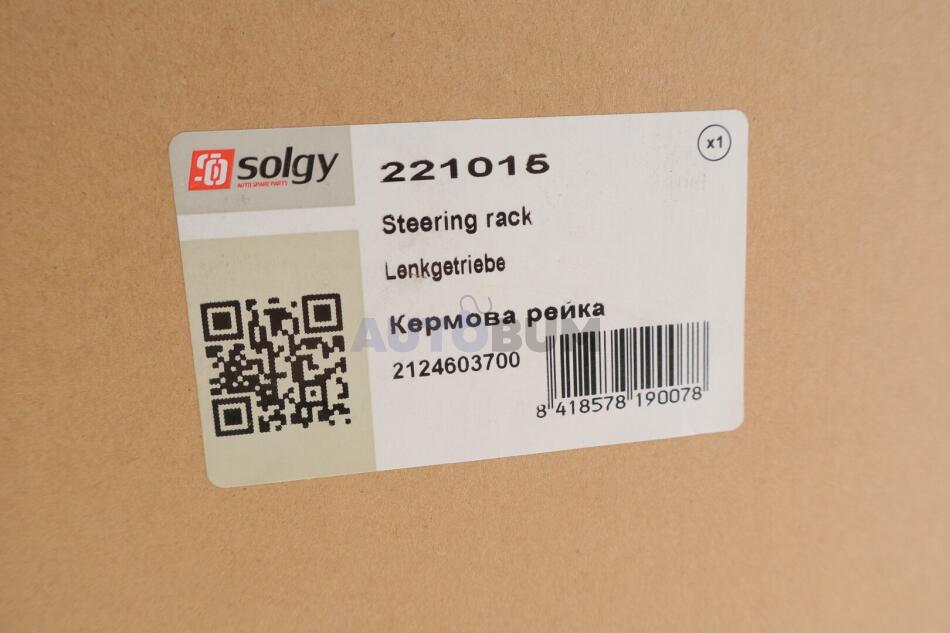 solgy
AUTO SPARE PARTS
221015
x1
Steering rack
Lenkgetriebe
Кермова рейка
AUTOBUM
2124603700
8 418578 190078